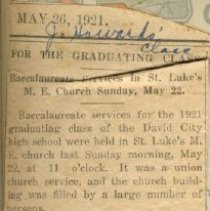 MAY 26, 1921.
J. Howard's
Class
FOR THE GRADUATING CLASS
Baccalaureate Services in St. Luke's
M. E. Church Sunday, May 22.
Baccalaureate services for the 1921
graduating class of the David City
high school were held in St. Luke's M.
E. church last Sunday morning, May
22, at 11 o'clock. It was a union
church service, and the church build-
ing was filled by a large number of
persons.